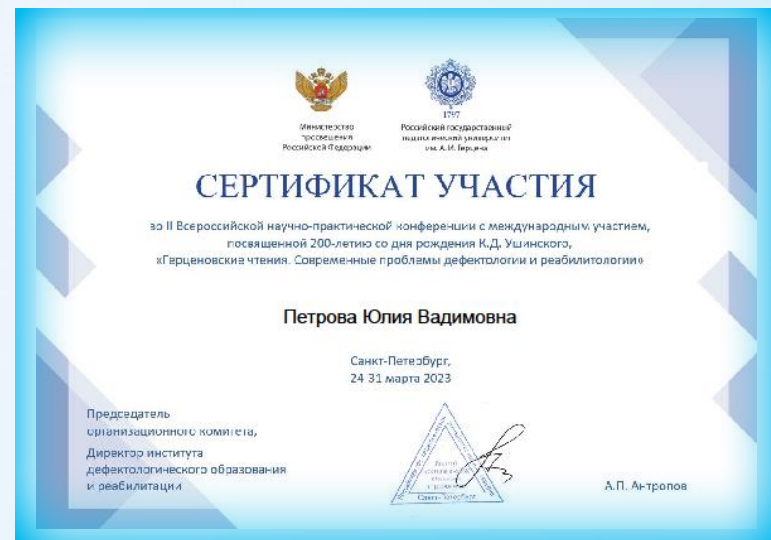 Министерство
просвещения
Российской Федерации
1797
Российский государственный
педагогический университет
им. А. И. Герцена
СЕРТИФИКАТ УЧАСТИЯ
во II Всероссийской научно-практической конференции с международным участием,
посвященной 200-летию со дня рождения К.Д. Ушинского,
«Герценовские чтения. Современные проблемы дефектологии и реабилитологии»
Петрова Юлия Вадимовна
Санкт-Петербург,
24-31 марта 2023
Председатель
организационного комитета,
Директор института
дефектологического образования
и реабилитации
Санкт-Петербург
А.П. Антропов